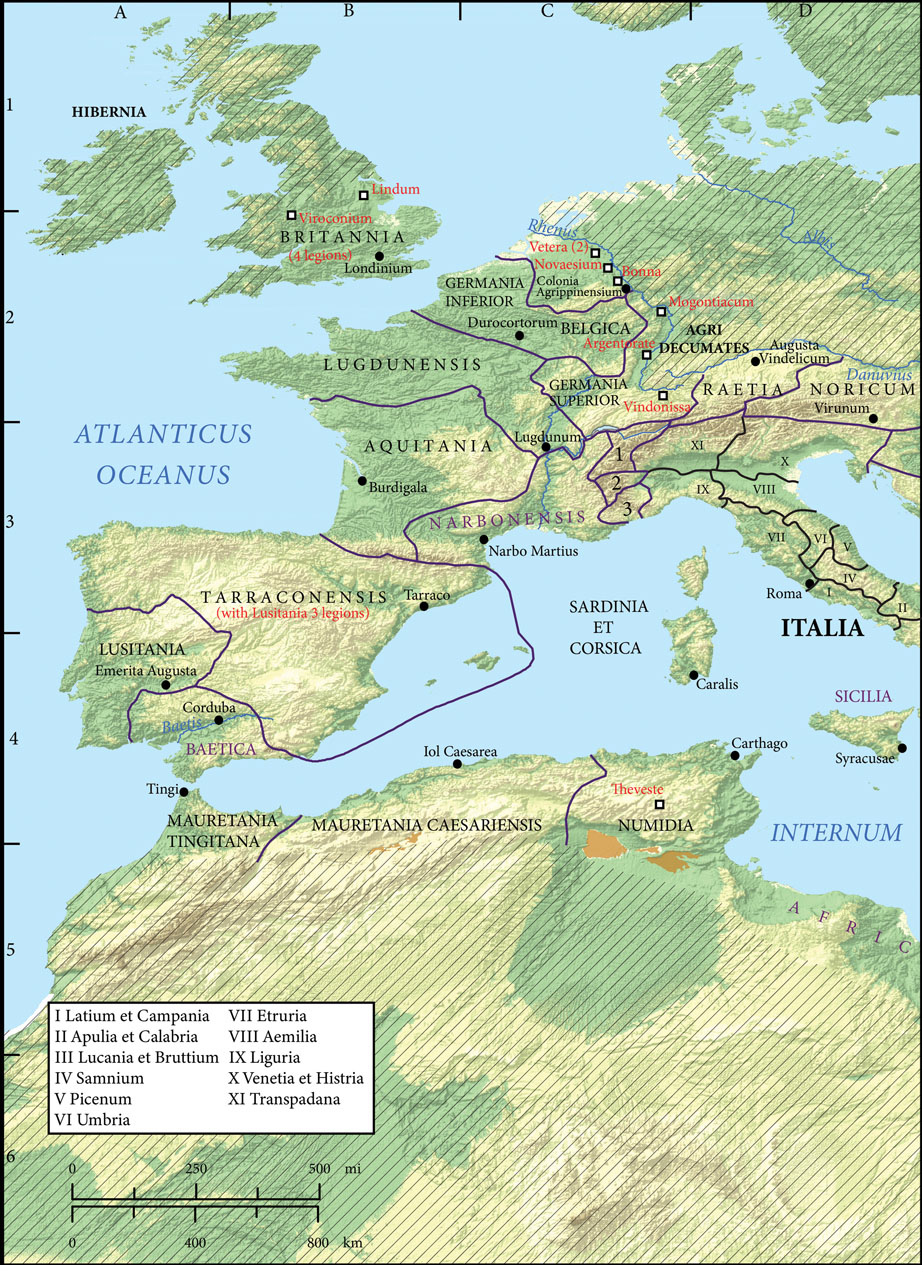 A
B
C
D
1
HIBERNIA
Lindum
Viroconium
BRITANNIA
(4 legions)
Londinium
Rhenus
Albis
Vetera (2)
Novaesium
Bonna
Colonia
Agrippinensium
GERMANIA
INFERIOR
Mogontiacum
2
Durocortorum
BELGICA
AGRI
DECUMATES
Argentorate
Augusta
Vindelicum
LUGDUNENSIS
Danuvius
GERMANIA
SUPERIOR
RAETIA
NORICUM
Vindonissa
Virunum
ATLANTICUS
OCEANUS
AQUITANIA
Lugdunum
1
2
3
XI
X
IX
VIII
Burdigala
3
NARBONENSIS
Narbo Martius
VII
VI
V
IV
I
II
Roma
ITALIA
TARRACONENSIS
(with Lusitania 3 legions)
Tarraco
SARDINIA
ET
CORSICA
LUSITANIA
Emerita Augusta
Caralis
Corduba
Baetis
BAETICA
SICILIA
4
Iol Caesarea
Carthago
Syracusae
Tingi
Theveste
MAURETANIA
TINGITANA
MAURETANIA CAESARIENSIS
NUMIDIA
INTERNUM
AFRIC
5
I Latium et Campania
II Apulia et Calabria
III Lucania et Bruttium
IV Samnium
V Picenum
VI Umbria
VII Etruria
VIII Aemilia
IX Liguria
X Venetia et Histria
XI Transpadana
6
0 250 500 mi
0 400 800 km